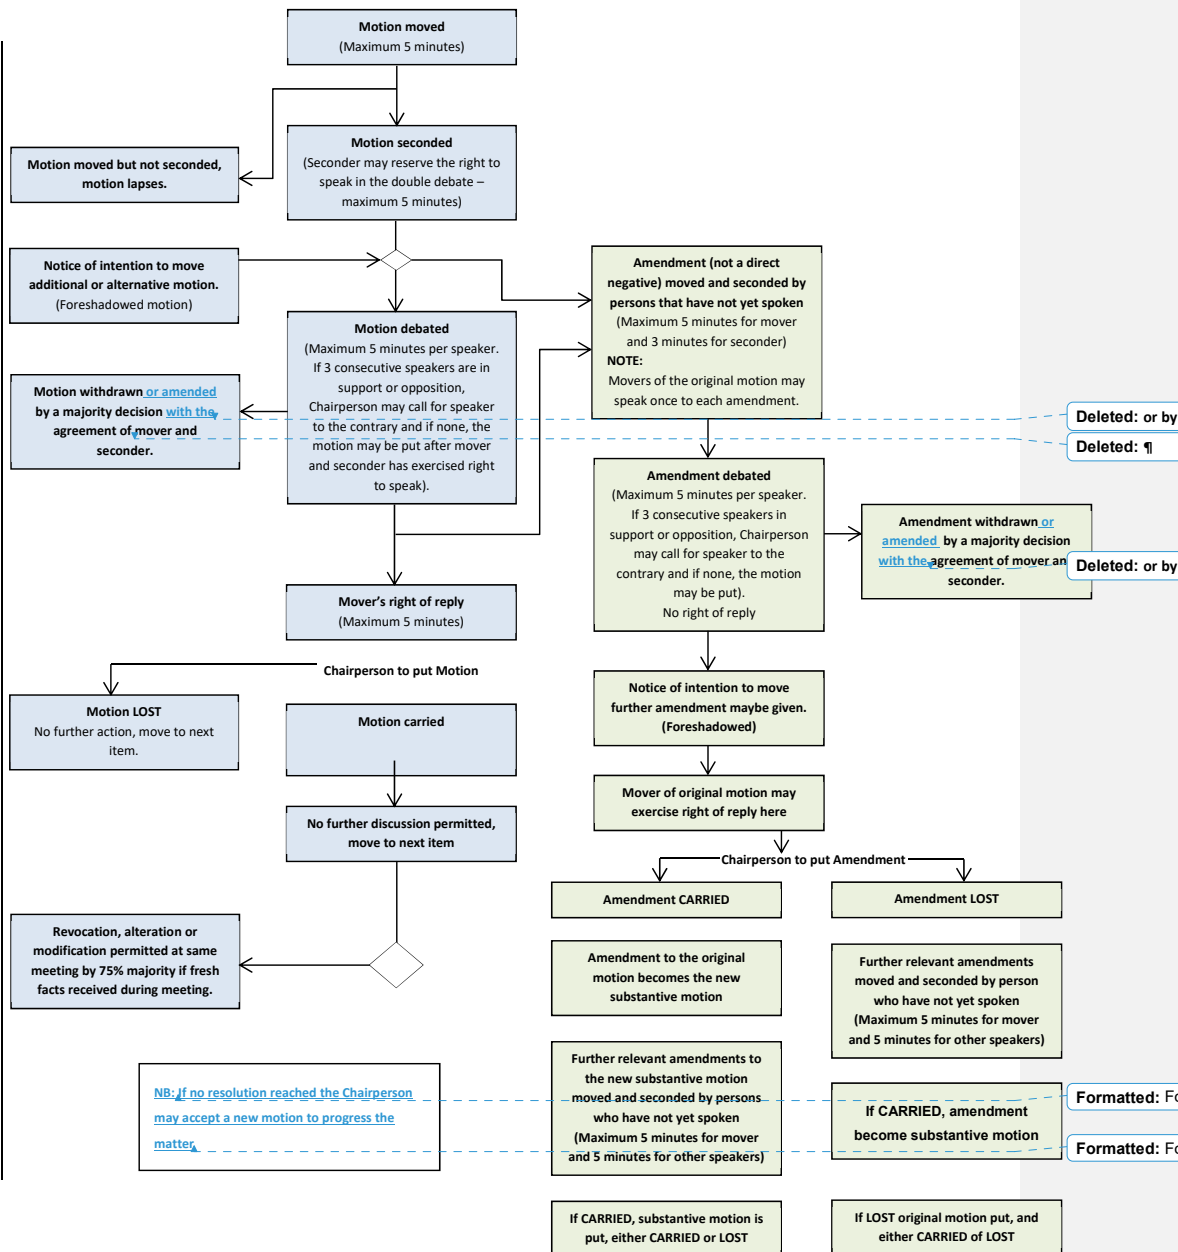 Motion moved
(Maximum 5 minutes)
Motion seconded
(Seconder may reserve the right to
speak in the double debate –
maximum 5 minutes)
Motion moved but not seconded,
motion lapses.
Notice of intention to move
additional or alternative motion.
(Foreshadowed motion)
Amendment (not a direct
negative) moved and seconded by
persons that have not yet spoken
(Maximum 5 minutes for mover
and 3 minutes for seconder)
NOTE:
Movers of the original motion may
speak once to each amendment.
Motion debated
(Maximum 5 minutes per speaker.
If 3 consecutive speakers are in
support or opposition,
Chairperson may call for speaker
to the contrary and if none, the
motion may be put after mover
and seconder has exercised right
to speak).
Motion withdrawn or amended
by a majority decision with the
agreement of mover and
seconder.
Deleted: or by
Deleted: ¶
Amendment debated
(Maximum 5 minutes per speaker.
If 3 consecutive speakers in
support or opposition, Chairperson
may call for speaker to the
contrary and if none, the motion
may be put).
No right of reply
Amendment withdrawn or
amended by a majority decision
with the agreement of mover an
seconder.
Deleted: or by
Mover's right of reply
(Maximum 5 minutes)
Chairperson to put Motion
Motion LOST
No further action, move to next
item.
Motion carried
Notice of intention to move
further amendment maybe given.
(Foreshadowed)
Mover of original motion may
exercise right of reply here
No further discussion permitted,
move to next item
Chairperson to put Amendment
Amendment CARRIED
Amendment LOST
Revocation, alteration or
modification permitted at same
meeting by 75% majority if fresh
facts received during meeting.
Amendment to the original
motion becomes the new
substantive motion
Further relevant amendments
moved and seconded by person
who have not yet spoken
(Maximum 5 minutes for mover
and 5 minutes for other speakers)
Further relevant amendments to
the new substantive motion
moved and seconded by persons
who have not yet spoken
(Maximum 5 minutes for mover
and 5 minutes for other speakers)
NB: If no resolution reached the Chairperson
may accept a new motion to progress the
matter
If CARRIED, amendment
become substantive motion
Formatted: Fo
Formatted: Fo
If CARRIED, substantive motion is
put, either CARRIED or LOST
If LOST original motion put, and
either CARRIED of LOST